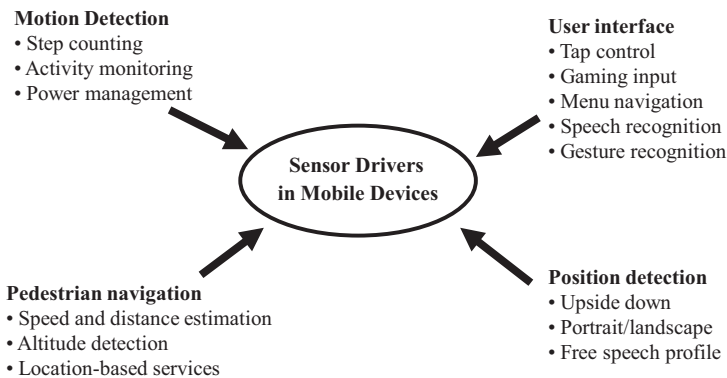 Motion Detection
• Step counting
• Activity monitoring
• Power management
User interface
• Tap control
• Gaming input
• Menu navigation
• Speech recognition
• Gesture recognition
Sensor Drivers
in Mobile Devices
Pedestrian navigation
• Speed and distance estimation
• Altitude detection
• Location-based services
Position detection
• Upside down
• Portrait/landscape
• Free speech profile